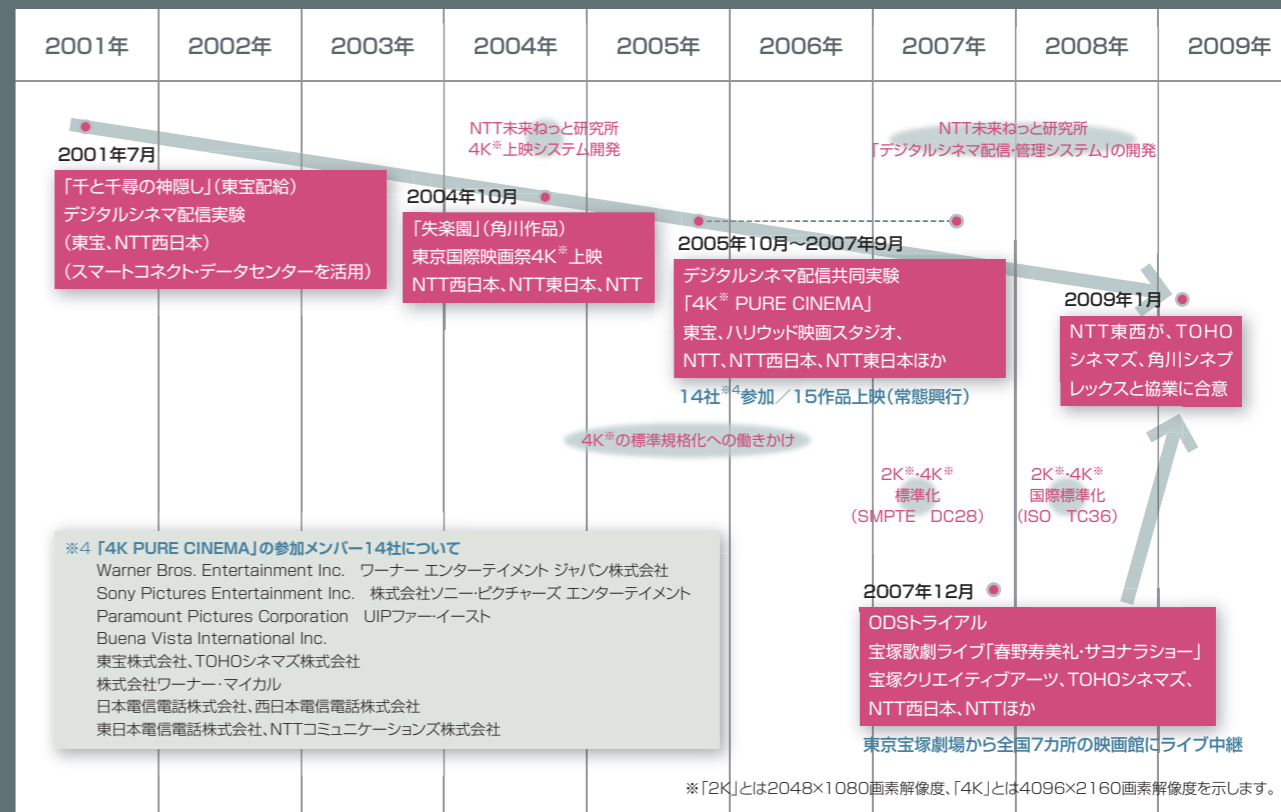 2001年 2002年 2003年 2004年 2005年 2006年 2007年 2008年 2009年
2001年7月
「千と千尋の神隠し」(東宝配給)
デジタルシネマ配信実験
(東宝、NTT西日本)
(スマートコネクト・データセンターを活用)
NTT未来ねっと研究所
4K※上映システム開発
2004年10月
「失楽園」(角川作品)
東京国際映画祭4K※上映
NTT西日本、NTT東日本、NTT
2005年10月～2007年9月
デジタルシネマ配信共同実験
「4K※ PURE CINEMA」
東宝、ハリウッド映画スタジオ、
NTT、NTT西日本、NTT東日本ほか
14社※4参加／15作品上映(常態興行)
NTT未来ねっと研究所
「デジタルシネマ配信・管理システム」の開発
2009年1月
NTT東西が、TOHO
シネマズ、角川シネプ
レックスと協業に合意
4K※の標準規格化への働きかけ
2K※・4K※
標準化
(SMPTE DC28)
2K※・4K※
国際標準化
(ISO TC36)
※4「4K PURE CINEMA」の参加メンバー14社について
Warner Bros. Entertainment Inc. ワーナー エンターテイメント ジャパン株式会社
Sony Pictures Entertainment Inc. 株式会社ソニー・ピクチャーズ エンターテイメント
Paramount Pictures Corporation UIPファー・イースト
Buena Vista International Inc.
東宝株式会社、TOHOシネマズ株式会社
株式会社ワーナー・マイカル
日本電信電話株式会社、西日本電信電話株式会社
東日本電信電話株式会社、NTTコミュニケーションズ株式会社
2007年12月
ODSトライアル
宝塚歌劇ライブ「春野寿美礼・サヨナラショー」
宝塚クリエイティブアーツ、TOHOシネマズ、
NTT西日本、NTTほか
東京宝塚劇場から全国7カ所の映画館にライブ中継
※「2K」とは2048×1080画素解像度、「4K」とは4096×2160画素解像度を示します。